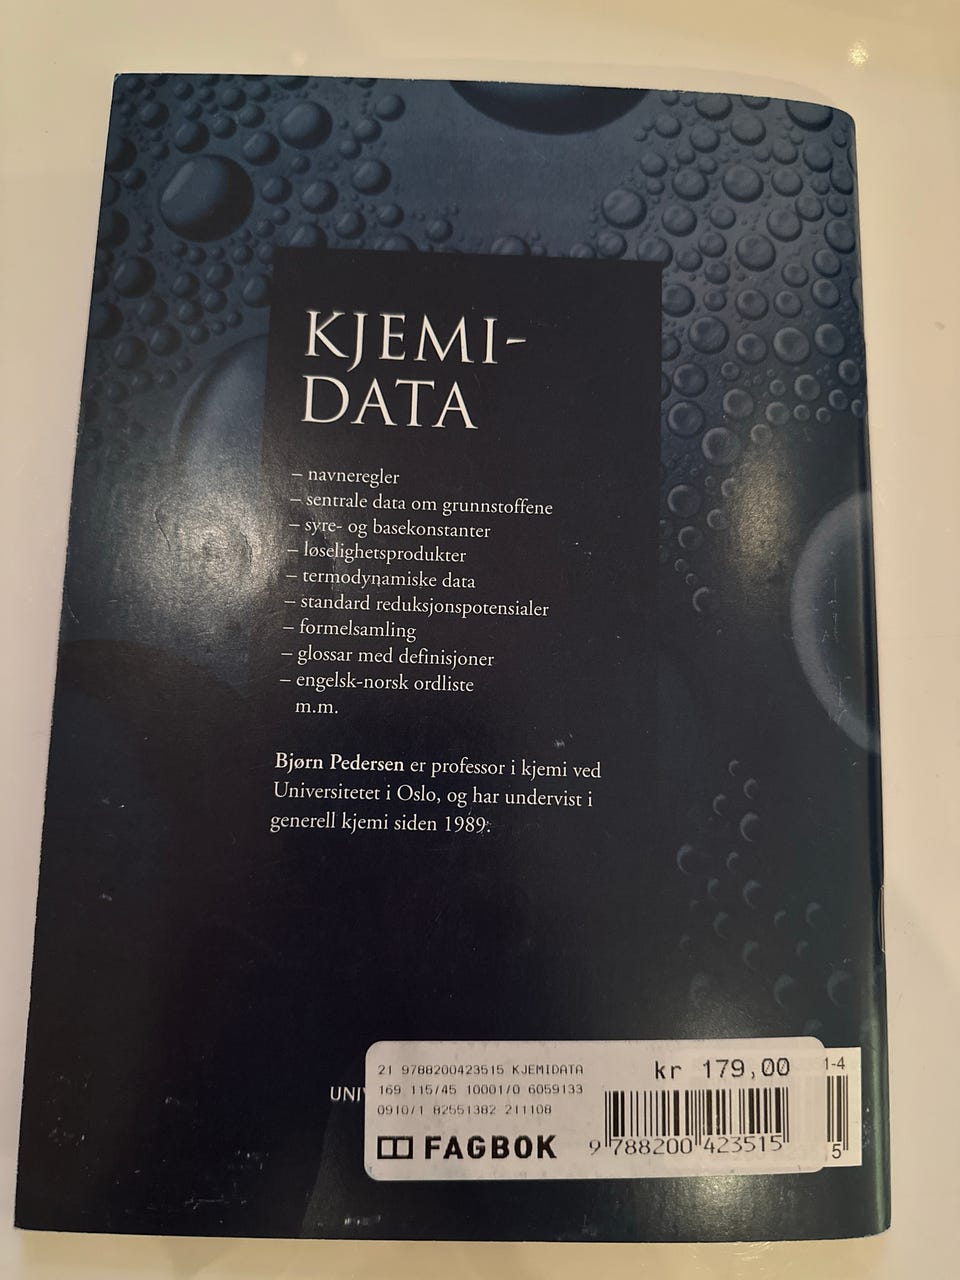 KJEMI-
DATA
– navneregler
– sentrale data om grunnstoffene
– syre- og basekonstanter
– løselighetsprodukter
– termodynamiske data
– standard reduksjonspotensialer
– formelsamling
– glossar med definisjoner
– engelsk-norsk ordliste
m.m.
Bjørn Pedersen er professor i kjemi ved
Universitetet i Oslo, og har undervist i
generell kjemi siden 1989.
UNI
21 9788200423515 KJEMIDATA
169 115/45 10001/0 6059133
0910/1 82551382 211108
FAGBOK
kr 179,00
9 788200 423515
1-4
5